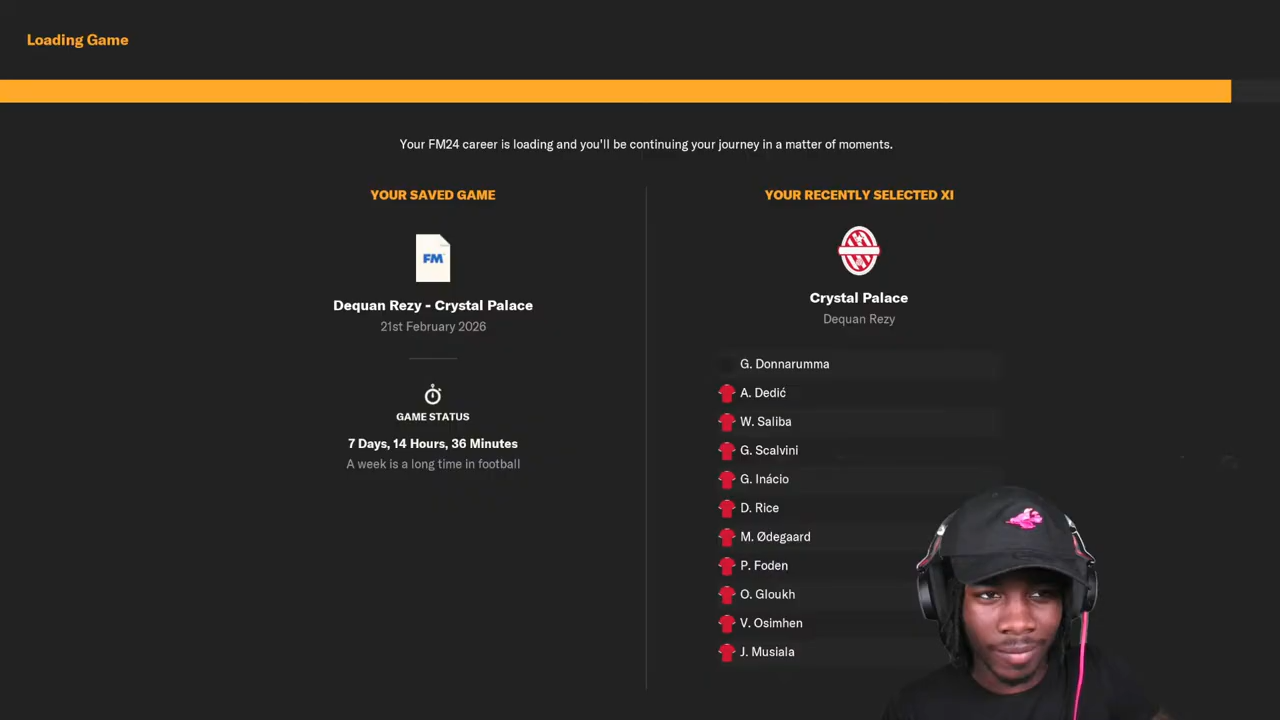 Loading Game
Your FM24 career is loading and you'll be continuing your journey in a matter of moments.
YOUR SAVED GAME
FM
Dequan Rezy - Crystal Palace
21st February 2026
GAME STATUS
7 Days, 14 Hours, 36 Minutes
A week is a long time in football
YOUR RECENTLY SELECTED XI
Crystal Palace
Dequan Rezy
G. Donnarumma
A. Dedić
W. Saliba
G. Scalvini
G. Inácio
D. Rice
M. Ødegaard
P. Foden
O. Gloukh
V. Osimhen
J. Musiala